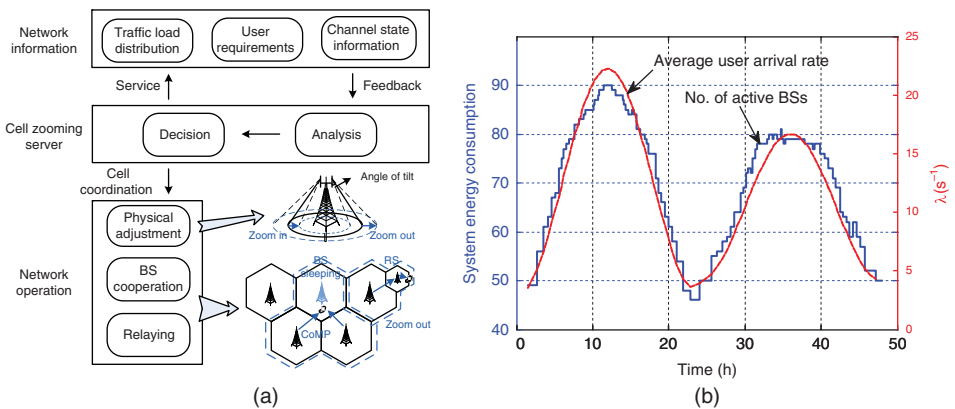 Network
information
Traffic load
distribution
User
requirements
Channel state
information
Service
Feedback
Cell zooming
server
Decision
Analysis
Cell
coordination
Angle of tilt
Physical
adjustment
Zoom in
Zoom out
Network
operation
BS
cooperation
Relaying
BS
sleeping
RS
Zoom out
CoMP
(a)
System energy consumption
90
80
70
60
50
40
Average user arrival rate
No. of active BSs
25
20
15
10
5
0
λ(s⁻¹)
0 10 20 30 40 50
Time (h)
(b)